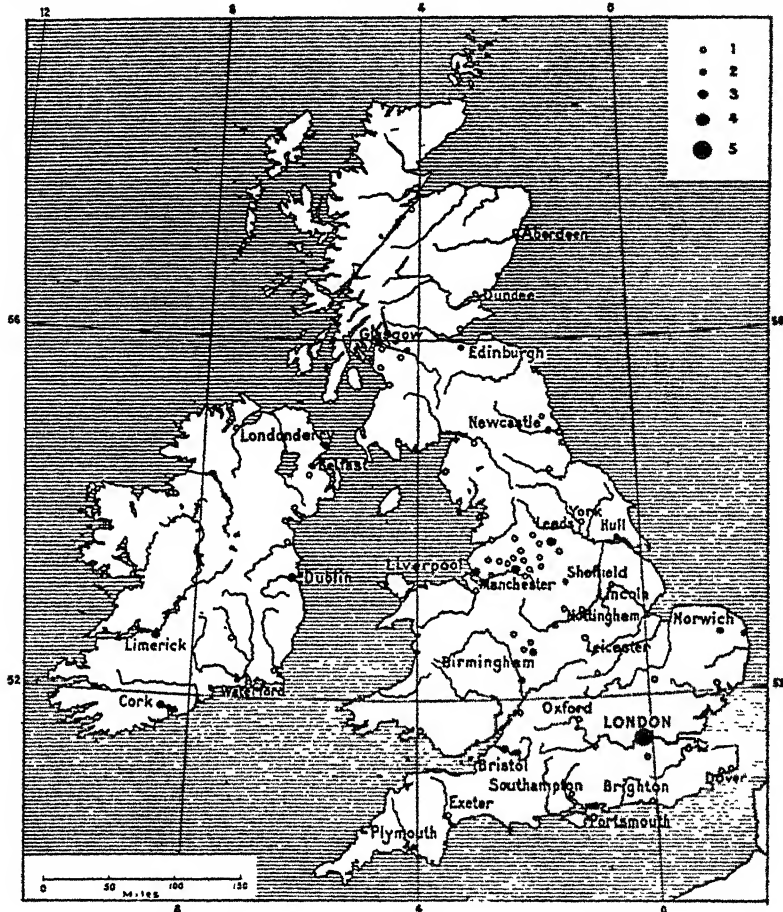 12 8 4 0
1
2
3
4
5
Aberdeen
Dundee
56 Glasgow 56
Edinburgh
Londonderry
Newcastle
Belfast
York
Leeds Hull
Liverpool
Dublin Manchester Sheffield
Lincoln
Nottingham Norwich
Limerick
Leicester
Birmingham
52 Waterford 51
Cork
Oxford LONDON
Bristol Dover
Southampton Brighton
Exeter
Portsmouth
Plymouth
0 50 100 150
MILES
8 4 0